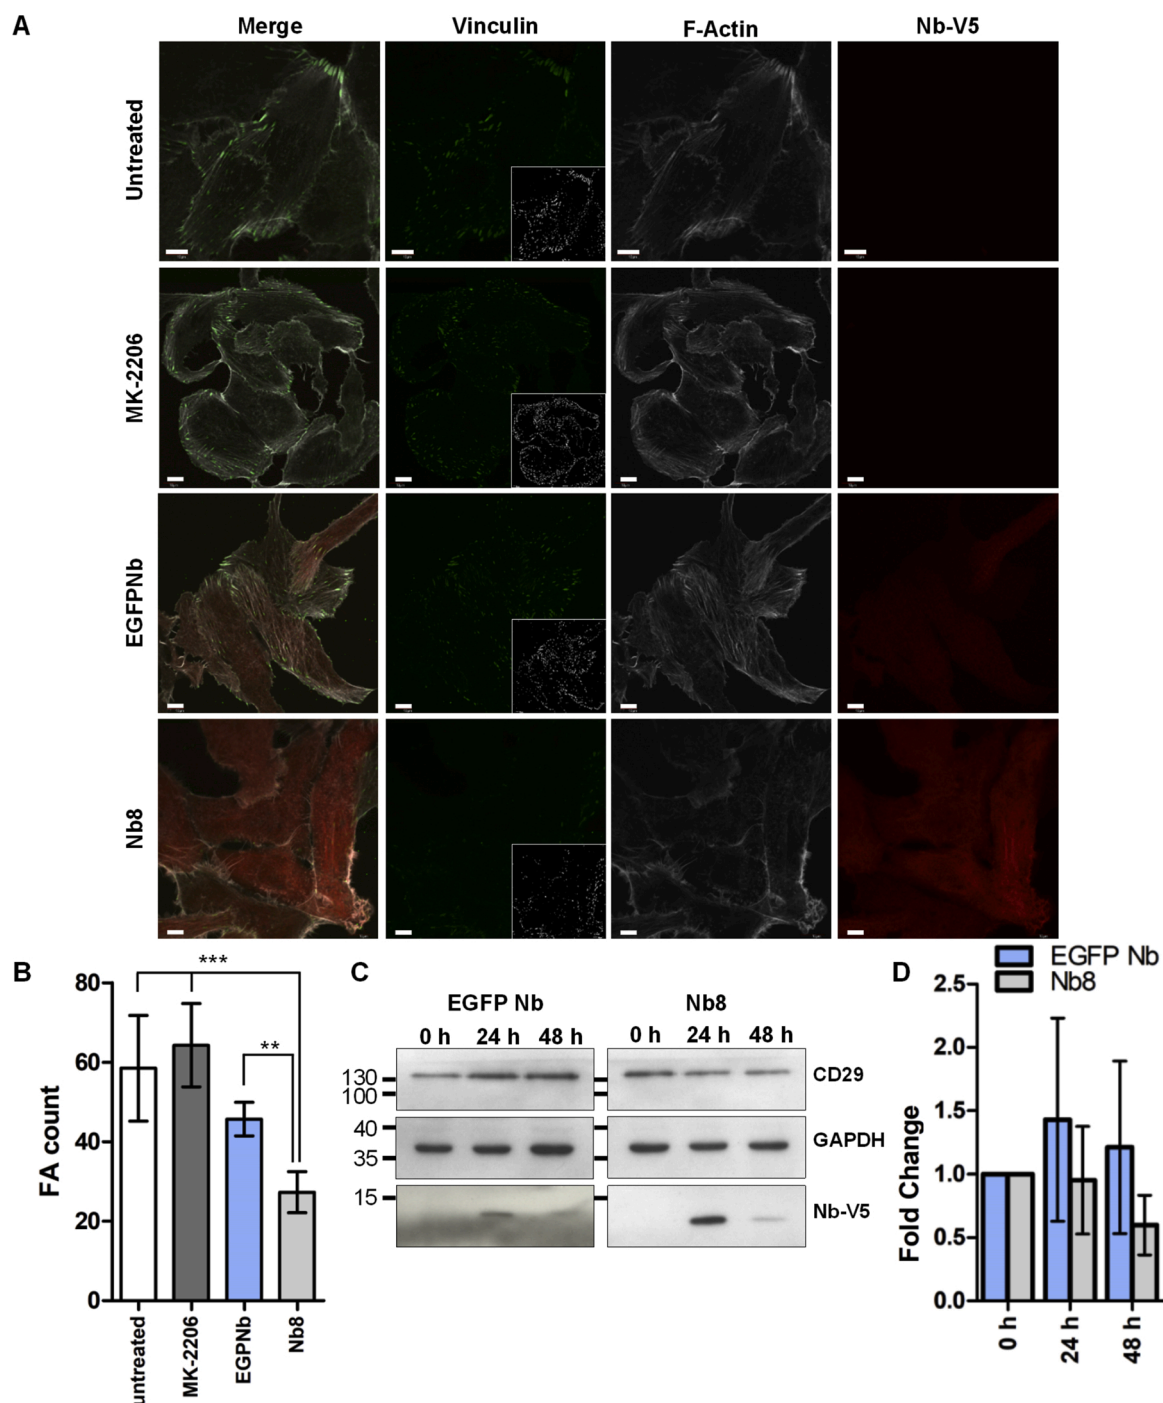 A
Merge
Vinculin
F-Actin
Nb-V5
Untreated
MK-2206
EGFPNb
Nb8
B
***
**
80
60
40
20
0
FA count
untreated
MK-2206
EGPNb
Nb8
C
EGFP Nb
Nb8
0 h 24 h 48 h
0 h 24 h 48 h
130
100
CD29
40
35
GAPDH
15
Nb-V5
D
EGFP Nb
Nb8
2.5
2.0
1.5
1.0
0.5
0.0
Fold Change
0 h
24 h
48 h